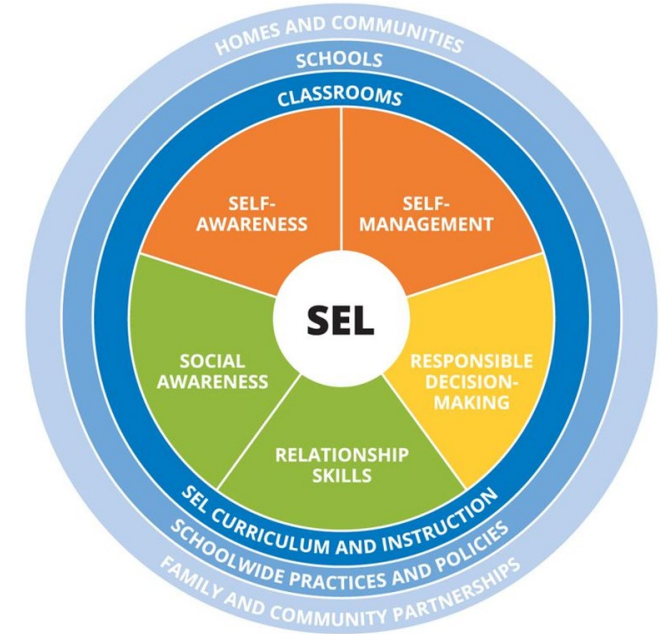 HOMES AND COMMUNITIES
SCHOOLS
CLASSROOMS
SELF-
AWARENESS
SELF-
MANAGEMENT
SEL
SOCIAL
AWARENESS
RESPONSIBLE
DECISION-
MAKING
RELATIONSHIP
SKILLS
SEL CURRICULUM AND INSTRUCTION
SCHOOLWIDE PRACTICES AND POLICIES
FAMILY AND COMMUNITY PARTNERSHIPS